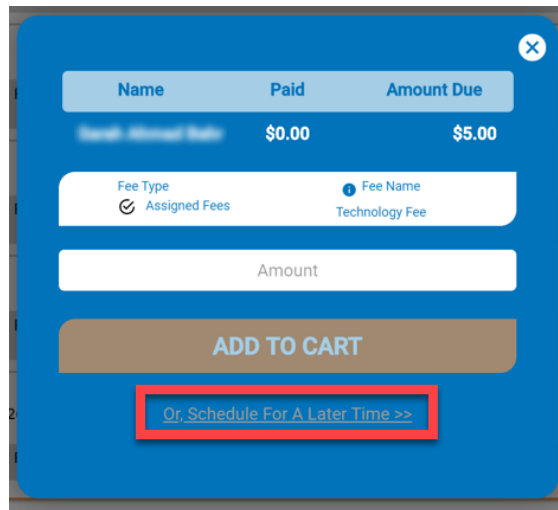 Name Paid Amount Due
$0.00 $5.00
Fee Type Fee Name
Assigned Fees Technology Fee
Amount
ADD TO CART
Or, Schedule For A Later Time >>